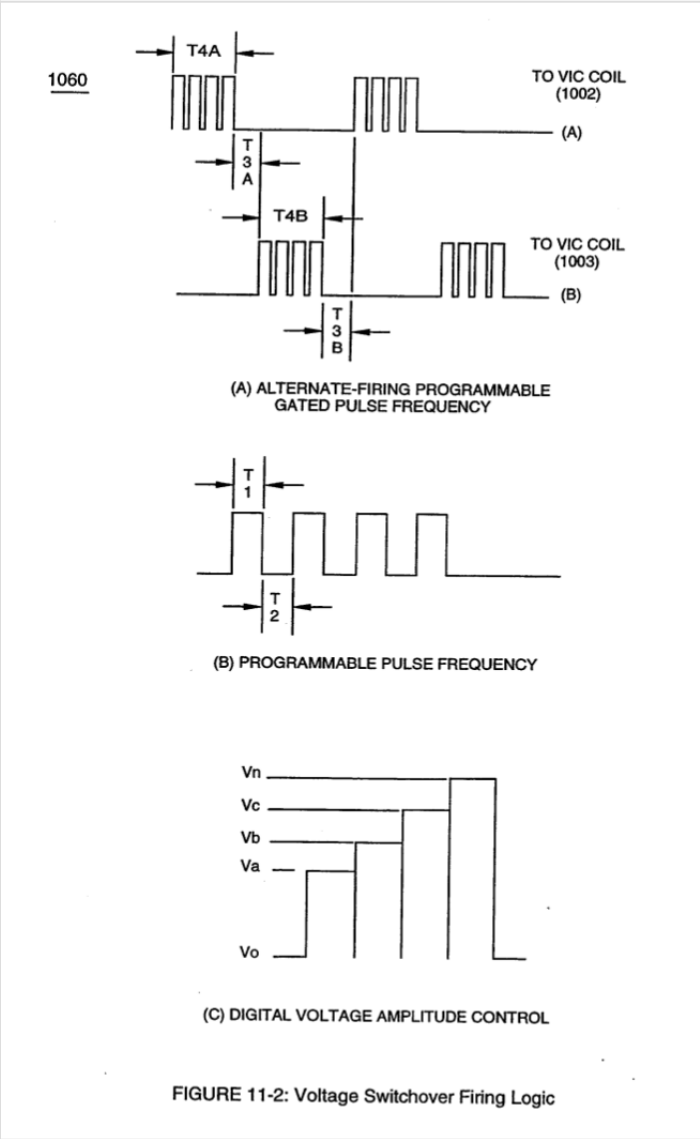 T4A
1060
TO VIC COIL
(1002)
(A)
T
3
A
T4B
TO VIC COIL
(1003)
(B)
T
3
B
(A) ALTERNATE-FIRING PROGRAMMABLE
GATED PULSE FREQUENCY
T
1
T
2
(B) PROGRAMMABLE PULSE FREQUENCY
Vn
Vc
Vb
Va
Vo
(C) DIGITAL VOLTAGE AMPLITUDE CONTROL
FIGURE 11-2: Voltage Switchover Firing Logic